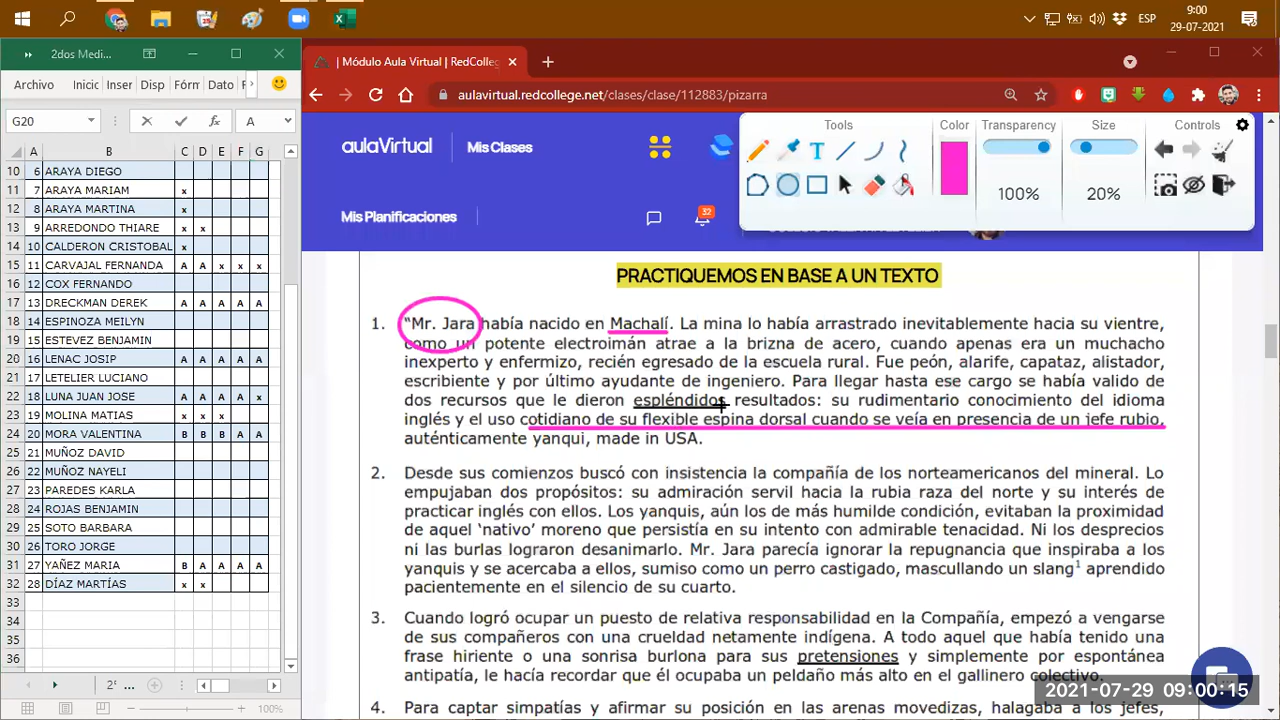 ESP
9:00
29-07-2021
2dos Medi...
| Módulo Aula Virtual | RedColleg
aulavirtual.redcollege.net/clases/clase/112883/pizarra
Archivo Inicic Inser Disp Fórm Dato F
G20 fx A
A B C D E F G
10 6 ARAYA DIEGO
11 7 ARAYA MARIAM x
12 8 ARAYA MARTINA x
13 9 ARREDONDO THIARE x x
14 10 CALDERON CRISTOBAL x
15 11 CARVAJAL FERNANDA A A x x x
16 12 COX FERNANDA
17 13 DRECKMAN DEREK A A A A A
18 14 ESPINOZA MEILYN
19 15 ESTEVEZ BENJAMIN
20 16 LENAC JOSIP A A A A A
21 17 LETELIER LUCIANO
22 18 LUNA JUAN JOSE A A A A x
23 19 MOLINA MATIAS x x x
24 20 MORA VALENTINA B A A A A
25 21 MUÑOZ DAVID
26 22 MUÑOZ NAYELI
27 23 PAREDES KARLA
28 24 ROJAS BENJAMIN
29 25 SOTO BARBARA
30 26 TORO JORGE
31 27 YAÑEZ MARIA B A A A A
32 28 DÍAZ MARTÍAS x x
33
34
35
36
2° ...
100%
aulaVirtual
Mis Clases
Mis Planificaciones
32
Tools Color Transparency Size Controls
T
100% 20%
PRACTIQUEMOS EN BASE A UN TEXTO
1. “Mr. Jara había nacido en Machalí. La mina lo había arrastrado inevitablemente hacia su vientre,
como un potente electroimán atrae a la brizna de acero, cuando apenas era un muchacho
inexperto y enfermizo, recién egresado de la escuela rural. Fue peón, alarife, capataz, alistador,
escribiente y por último ayudante de ingeniero. Para llegar hasta ese cargo se había valido de
dos recursos que le dieron espléndidos resultados: su rudimentario conocimiento del idioma
inglés y el uso cotidiano de su flexible espina dorsal cuando se veía en presencia de un jefe rubio,
auténticamente yanqui, made in USA.
2. Desde sus comienzos buscó con insistencia la compañía de los norteamericanos del mineral. Lo
empujaban dos propósitos: su admiración servil hacia la rubia raza del norte y su interés de
practicar inglés con ellos. Los yanquis, aún los de más humilde condición, evitaban la proximidad
de aquel ‘nativo’ moreno que persistía en su intento con admirable tenacidad. Ni los desprecios
ni las burlas lograron desanimarlo. Mr. Jara parecía ignorar la repugnancia que inspiraba a los
yanquis y se acercaba a ellos, sumiso como un perro castigado, mascullando un slang¹ aprendido
pacientemente en el silencio de su cuarto.
3. Cuando logró ocupar un puesto de relativa responsabilidad en la Compañía, empezó a vengarse
de sus compañeros con una crueldad netamente indígena. A todo aquel que había tenido una
frase hiriente o una sonrisa burlona para sus pretensiones y simplemente por espontánea
antipatía, le hacía recordar que él ocupaba un peldaño más alto en el gallinero colectivo.
4. Para captar simpatías y afirmar su posición en las arenas movedizas, halagaba a los jefes,
2021-07-29 09:00:15